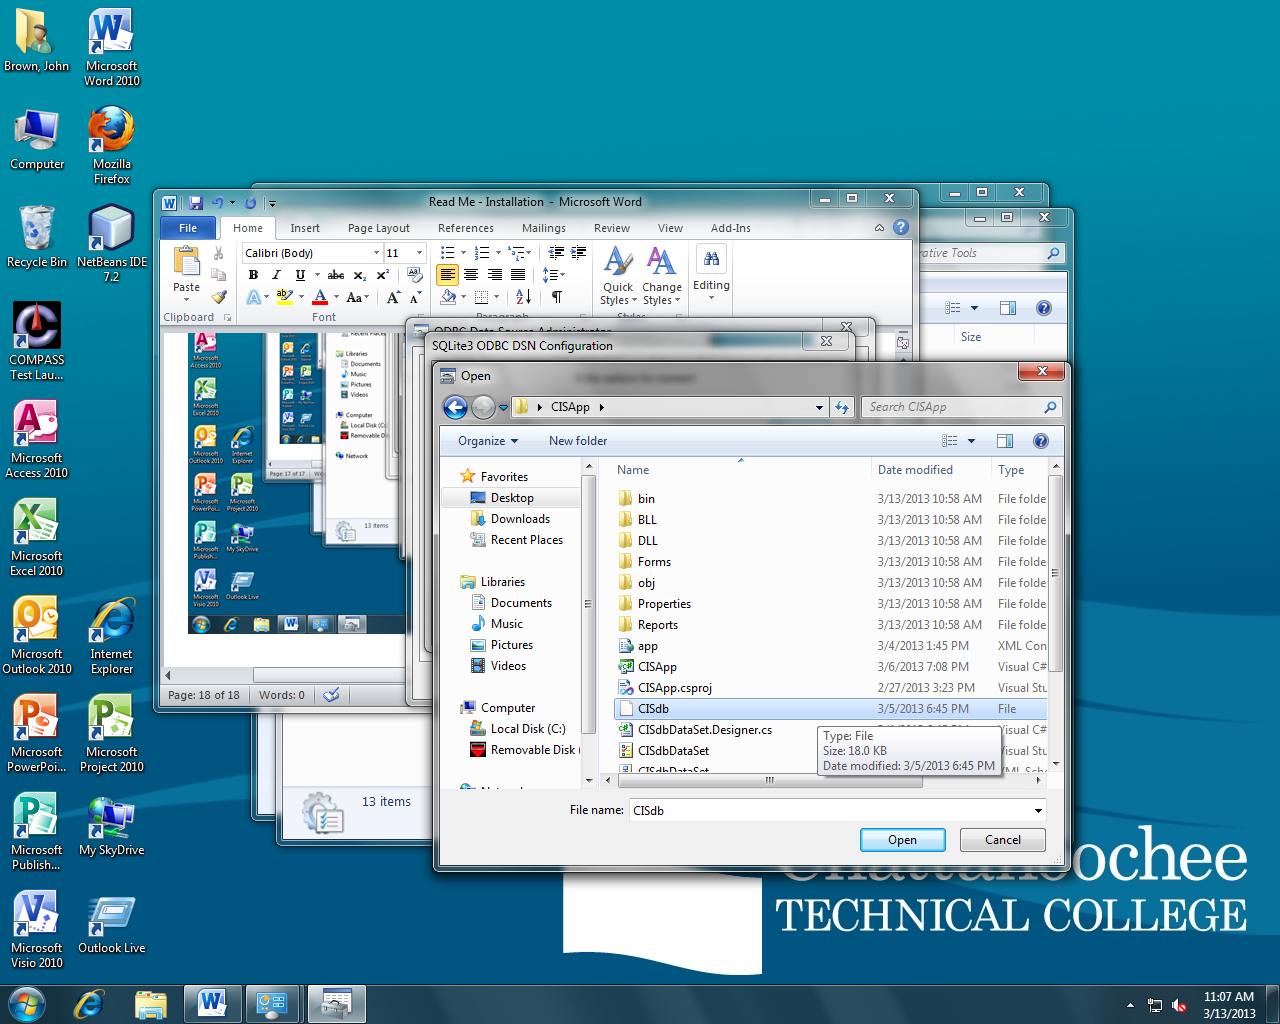 Brown, John
Microsoft
Word 2010
Computer
Mozilla
Firefox
Recycle Bin
NetBeans IDE
7.2
COMPASS
Test Lau...
Microsoft
Access 2010
Microsoft
Excel 2010
Microsoft
Outlook 2010
Internet
Explorer
Microsoft
PowerPoi...
Microsoft
Project 2010
Microsoft
Publish...
My SkyDrive
Microsoft
Visio 2010
Outlook Live
Read Me - Installation - Microsoft Word
File Home Insert Page Layout References Mailings Review View Add-Ins
Calibri (Body) 11
Paste
Quick
Styles
Change
Styles
Editing
Clipboard Font Paragraph Styles
rative Tools
Size
Page: 18 of 18 Words: 0
13 items
ODBC Data Source Administrator
SQLite3 ODBC DSN Configuration
Open
CISApp
Search CISApp
Organize New folder
Favorites
Desktop
Downloads
Recent Places
Libraries
Documents
Music
Pictures
Videos
Computer
Local Disk (C:)
Removable Disk (
Name Date modified Type
bin 3/13/2013 10:58 AM File folde
BLL 3/13/2013 10:58 AM File folde
DLL 3/13/2013 10:58 AM File folde
Forms 3/13/2013 10:58 AM File folde
obj 3/13/2013 10:58 AM File folde
Properties 3/13/2013 10:58 AM File folde
Reports 3/13/2013 10:58 AM File folde
app 3/4/2013 1:45 PM XML Con
CISApp 3/6/2013 7:08 PM Visual C#
CISApp.csproj 2/27/2013 3:23 PM Visual Stu
CISdb 3/5/2013 6:45 PM File
CISdbDataSet.Designer.cs Visual C#
CISdbDataSet Visual Stu
CISdbDataSet XML Sch
Type: File
Size: 18.0 KB
Date modified: 3/5/2013 6:45 PM
File name: CISdb
Open Cancel
Chattahoochee
TECHNICAL COLLEGE
11:07 AM
3/13/2013